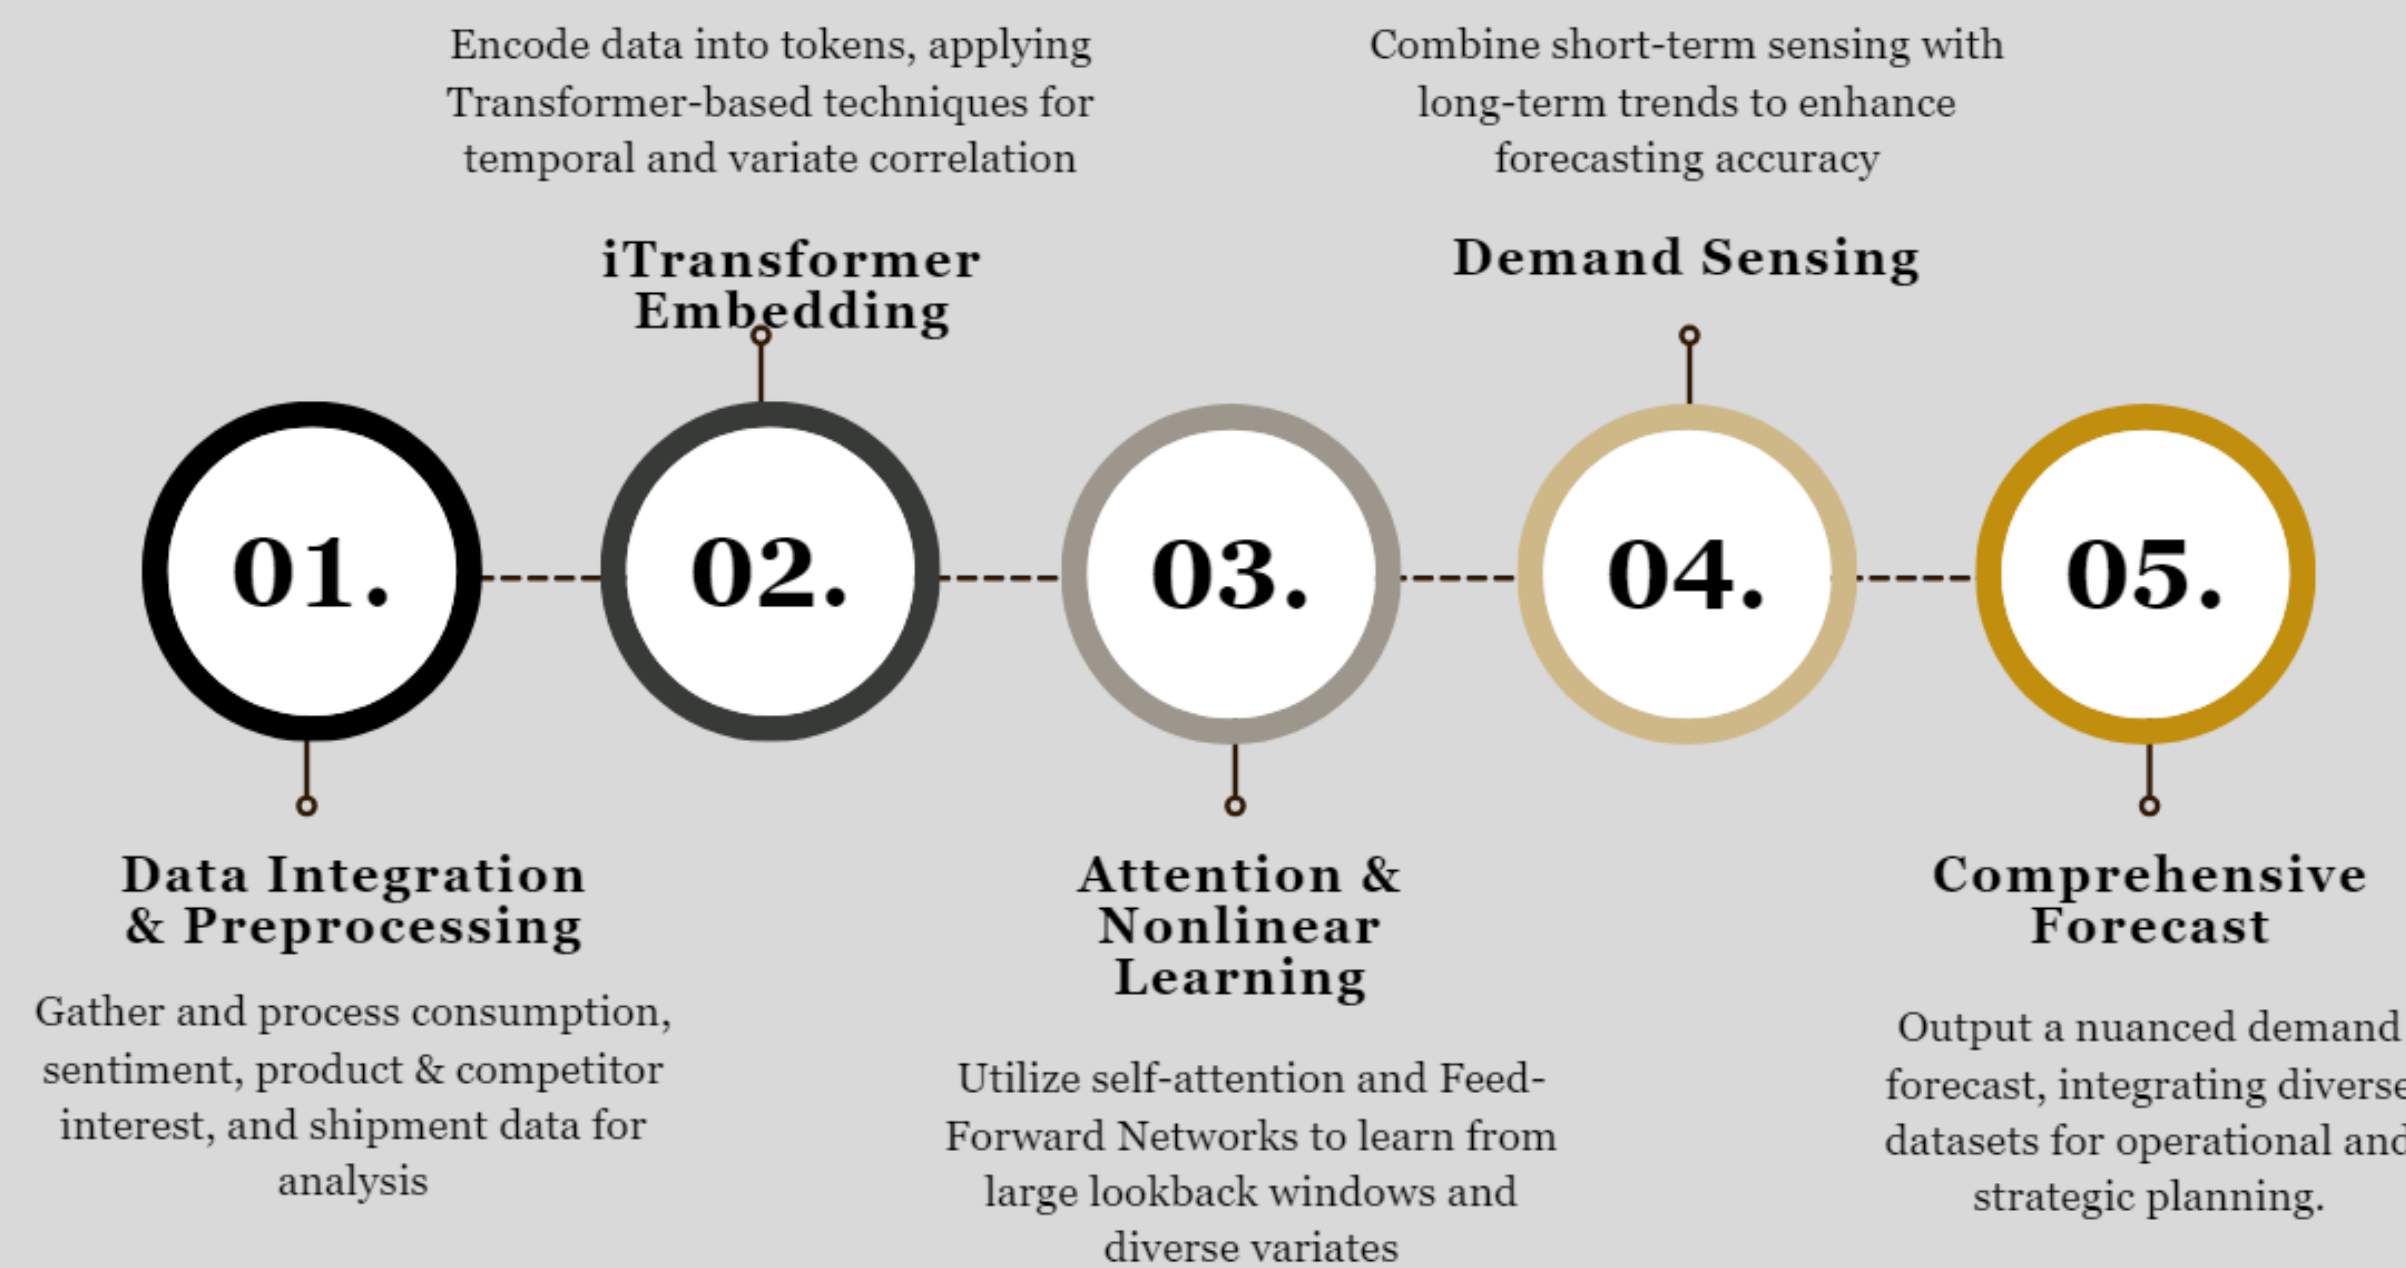 Encode data into tokens, applying
Transformer-based techniques for
temporal and variate correlation
Combine short-term sensing with
long-term trends to enhance
forecasting accuracy
iTransformer
Embedding
Demand Sensing
01.
02.
03.
04.
05.
Data Integration
& Preprocessing
Gather and process consumption,
sentiment, product & competitor
interest, and shipment data for
analysis
Attention &
Nonlinear
Learning
Utilize self-attention and Feed-
Forward Networks to learn from
large lookback windows and
diverse variates
Comprehensive
Forecast
Output a nuanced demand
forecast, integrating diverse
datasets for operational and
strategic planning.